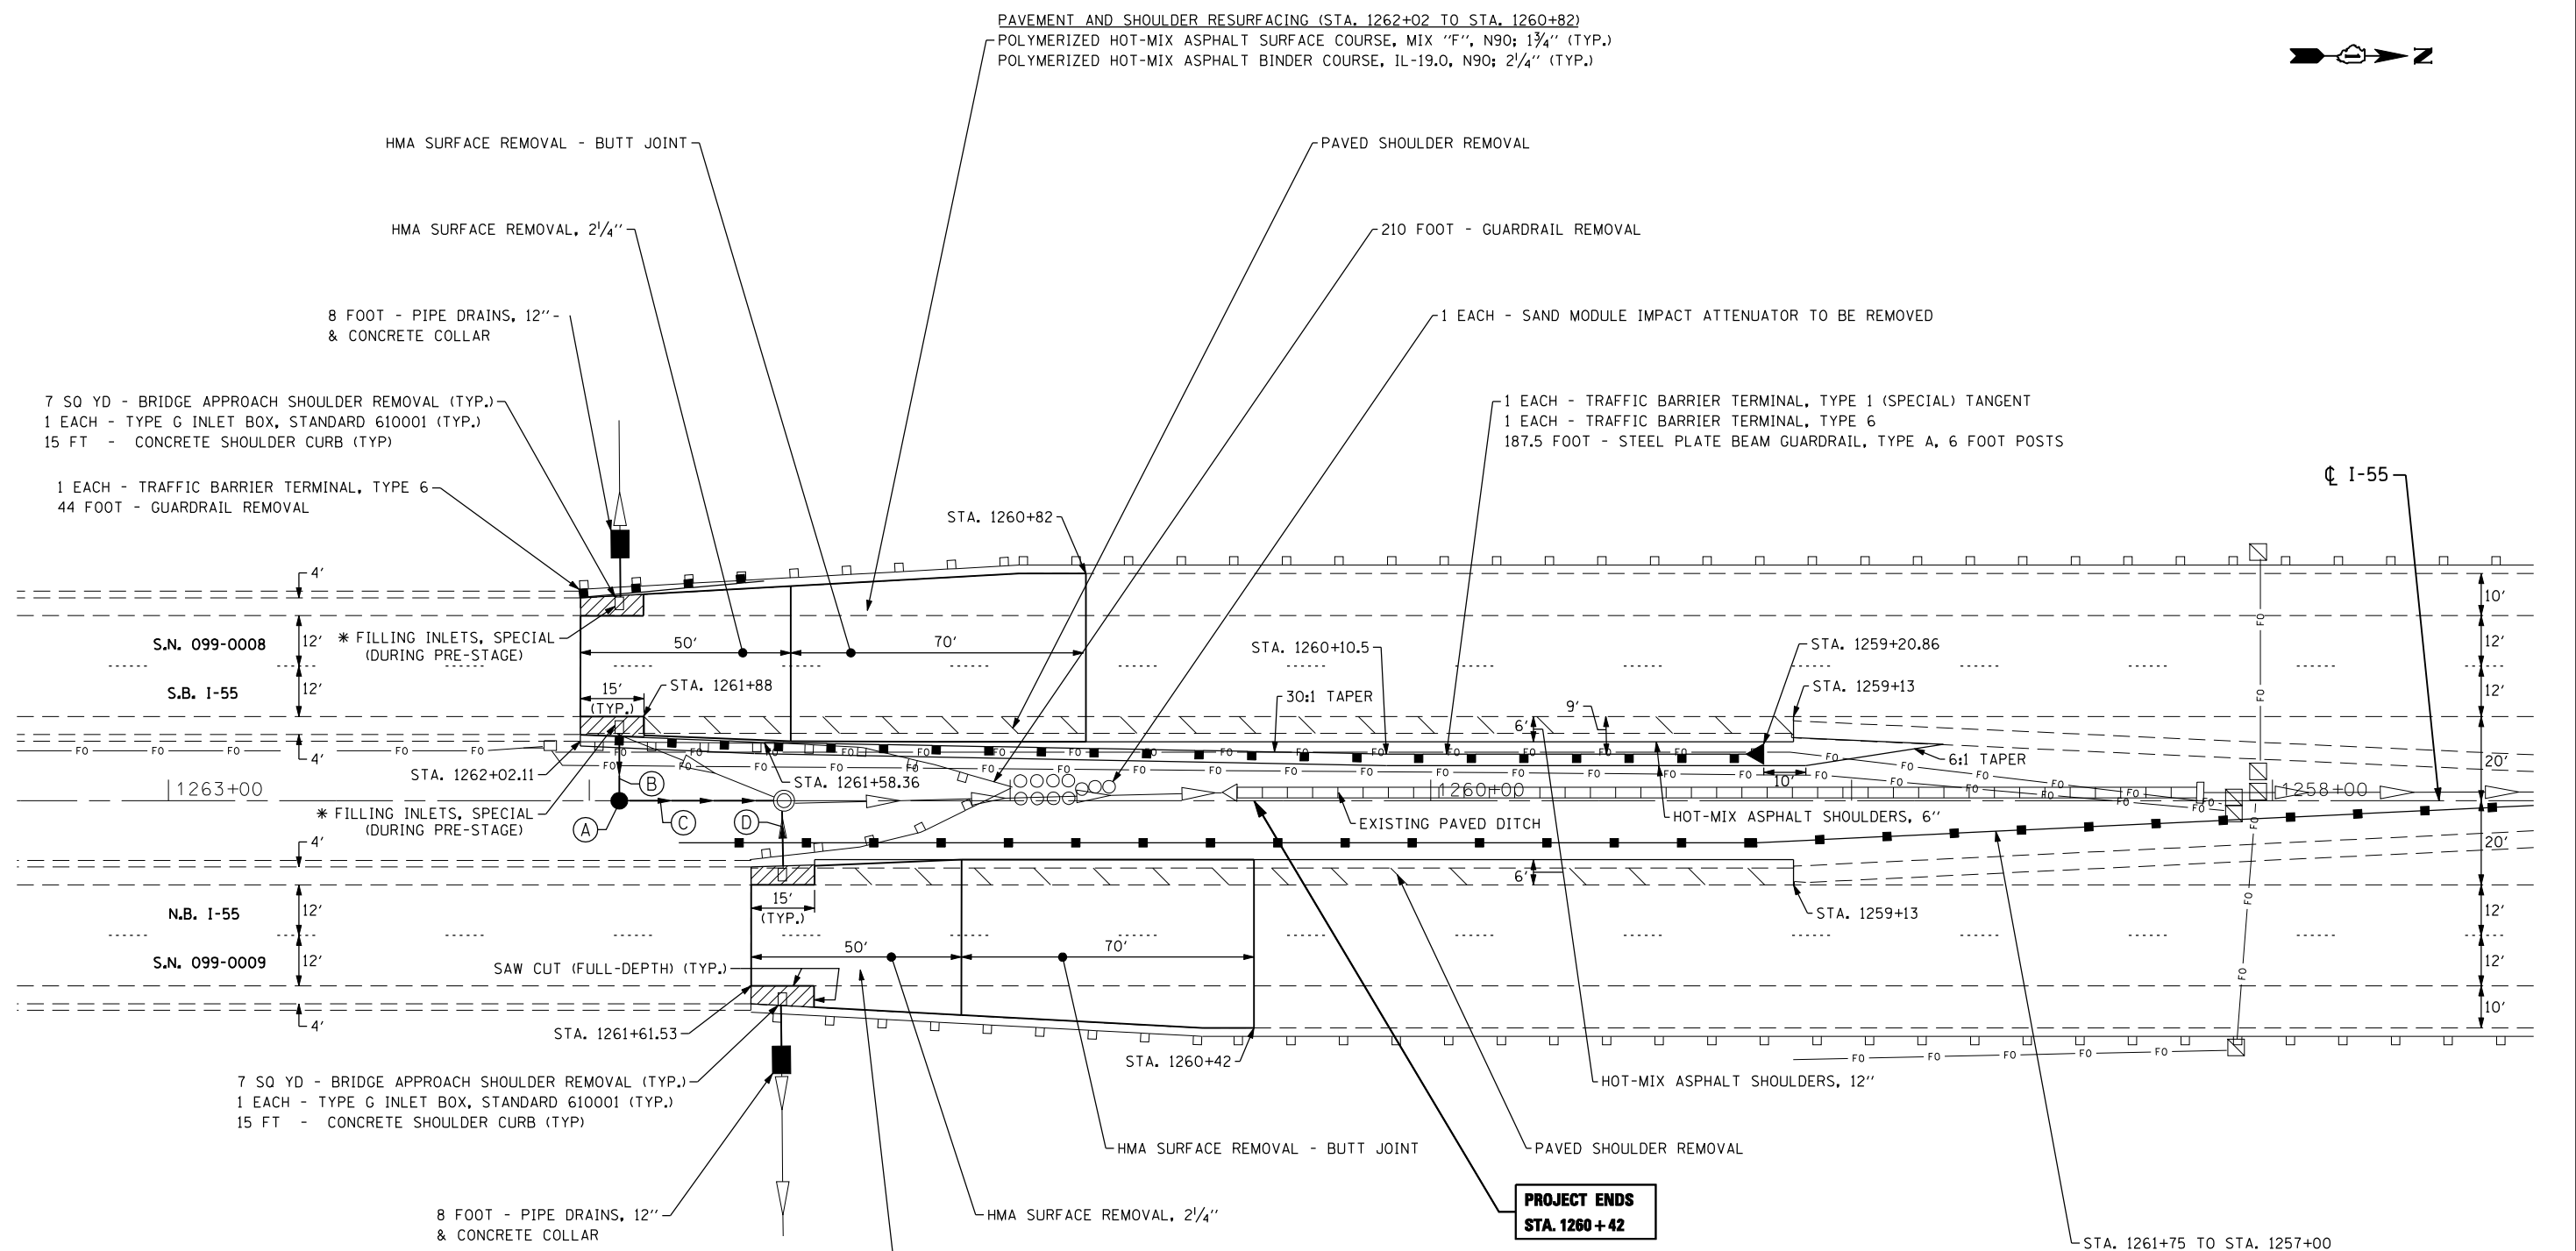 PAVEMENT AND SHOULDER RESURFACING (STA. 1262+02 TO STA. 1260+82)
POLYMERIZED HOT-MIX ASPHALT SURFACE COURSE, MIX "F", N90; 1¾" (TYP.)
POLYMERIZED HOT-MIX ASPHALT BINDER COURSE, IL-19.0, N90; 2¼" (TYP.)
N
HMA SURFACE REMOVAL - BUTT JOINT
PAVED SHOULDER REMOVAL
HMA SURFACE REMOVAL, 2¼"
210 FOOT - GUARDRAIL REMOVAL
8 FOOT - PIPE DRAINS, 12"
& CONCRETE COLLAR
1 EACH - SAND MODULE IMPACT ATTENUATOR TO BE REMOVED
7 SQ YD - BRIDGE APPROACH SHOULDER REMOVAL (TYP.)
1 EACH - TYPE G INLET BOX, STANDARD 610001 (TYP.)
15 FT - CONCRETE SHOULDER CURB (TYP)
1 EACH - TRAFFIC BARRIER TERMINAL, TYPE 1 (SPECIAL) TANGENT
1 EACH - TRAFFIC BARRIER TERMINAL, TYPE 6
187.5 FOOT - STEEL PLATE BEAM GUARDRAIL, TYPE A, 6 FOOT POSTS
℄ I-55
1 EACH - TRAFFIC BARRIER TERMINAL, TYPE 6
44 FOOT - GUARDRAIL REMOVAL
STA. 1260+82
4'
10'
S.N. 099-0008
12'
* FILLING INLETS, SPECIAL
(DURING PRE-STAGE)
50'
70'
STA. 1260+10.5
STA. 1259+20.86
12'
S.B. I-55
12'
15'
(TYP.)
STA. 1261+88
30:1 TAPER
9'
6'
STA. 1259+13
12'
FO FO FO FO FO FO
4'
STA. 1262+02.11
STA. 1261+58.36
6:1 TAPER
20'
10'
1263+00
B
1260+00
1258+00
* FILLING INLETS, SPECIAL
(DURING PRE-STAGE)
A
C
D
EXISTING PAVED DITCH
HOT-MIX ASPHALT SHOULDERS, 6"
4'
20'
6'
15'
(TYP.)
N.B. I-55
12'
STA. 1259+13
12'
50'
70'
S.N. 099-0009
12'
SAW CUT (FULL-DEPTH) (TYP.)
12'
4'
10'
STA. 1261+61.53
STA. 1260+42
FO FO FO FO FO
7 SQ YD - BRIDGE APPROACH SHOULDER REMOVAL (TYP.)
1 EACH - TYPE G INLET BOX, STANDARD 610001 (TYP.)
15 FT - CONCRETE SHOULDER CURB (TYP)
HOT-MIX ASPHALT SHOULDERS, 12"
HMA SURFACE REMOVAL - BUTT JOINT
PAVED SHOULDER REMOVAL
PROJECT ENDS
STA. 1260+42
8 FOOT - PIPE DRAINS, 12"
& CONCRETE COLLAR
HMA SURFACE REMOVAL, 2¼"
STA. 1261+75 TO STA. 1257+00